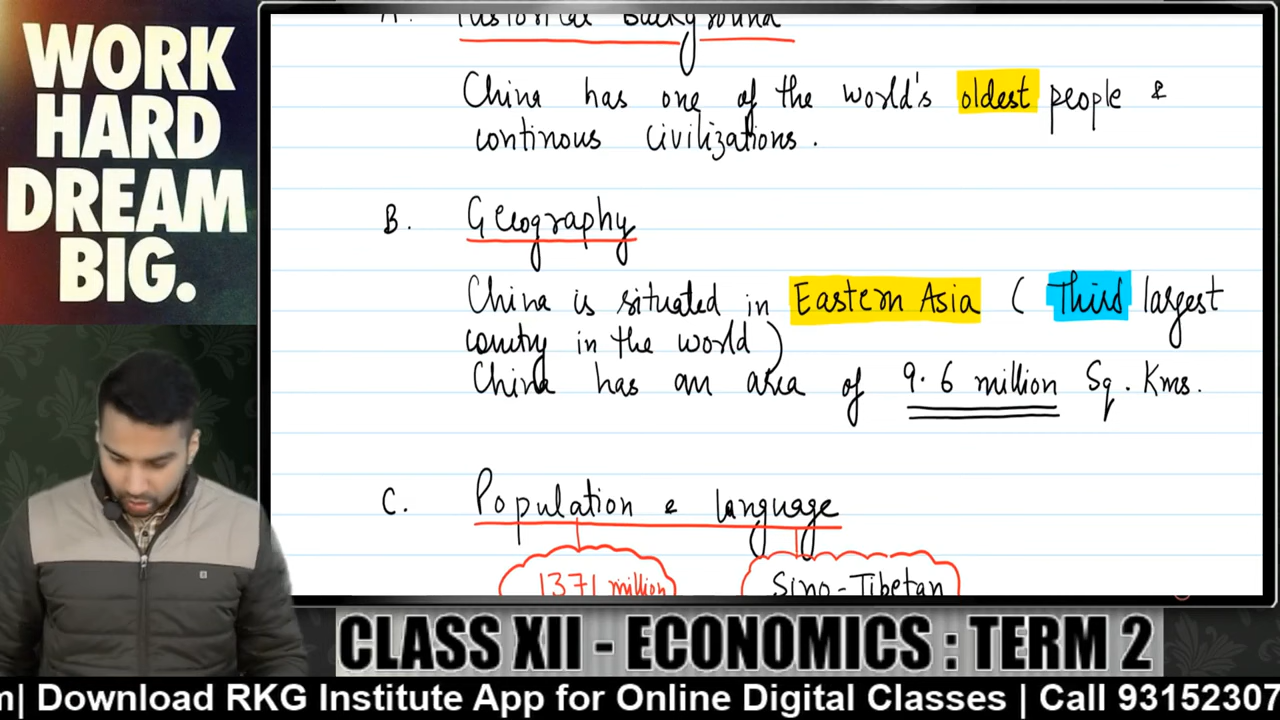 WORK
HARD
DREAM
BIG.
A. Historical Background
China has one of the world's oldest people &
continous civilizations.
B. Geography
China is situated in Eastern Asia ( Third largest
country in the world )
China has an area of 9.6 million Sq. Kms.
C. Population & language
1371 million Sino-Tibetan
CLASS XII - ECONOMICS : TERM 2
m| Download RKG Institute App for Online Digital Classes | Call 93152307